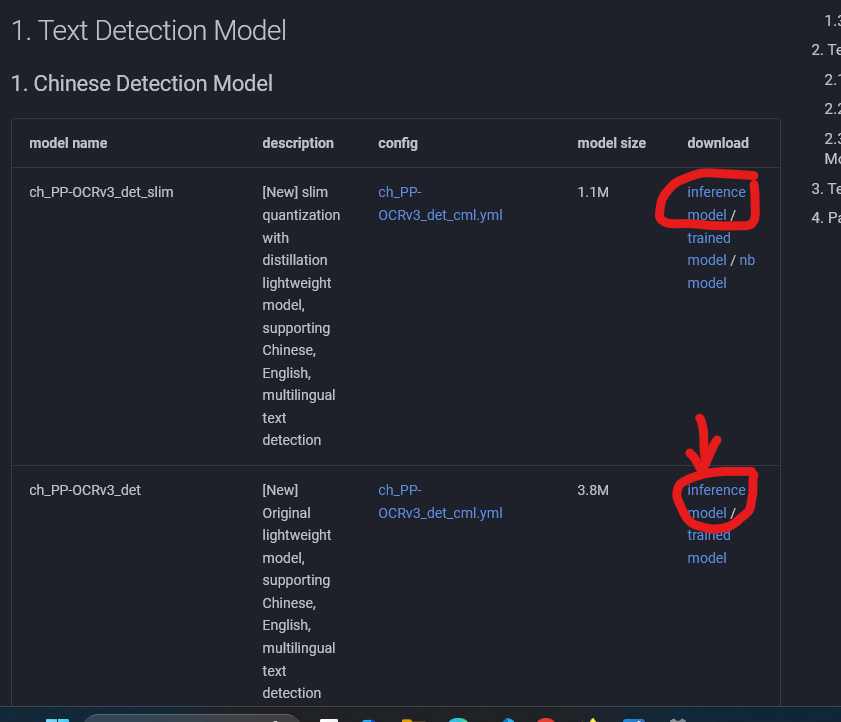 1. Text Detection Model
1. Chinese Detection Model
model name description config model size download
ch_PP-OCRv3_det_slim
[New] slim
quantization
with
distillation
lightweight
model,
supporting
Chinese,
English,
multilingual
text
detection
ch_PP-
OCRv3_det_cml.yml
1.1M
inference
model /
trained
model / nb
model
ch_PP-OCRv3_det
[New]
Original
lightweight
model,
supporting
Chinese,
English,
multilingual
text
detection
ch_PP-
OCRv3_det_cml.yml
3.8M
inference
model /
trained
model
1.3
2. Te
2.1
2.2
2.3
Mo
3. Te
4. Pa